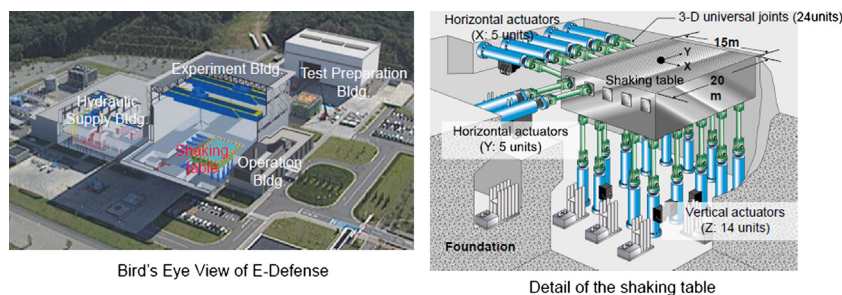 Experiment Bldg.
Test Preparation
Bldg.
Hydraulic
Supply Bldg.
Shaking
table
Operation
Bldg.
Bird's Eye View of E-Defense
Horizontal actuators
(X: 5 units)
3-D universal joints (24units)
15m
Y
X
Shaking table
20
m
Horizontal actuators
(Y: 5 units)
Vertical actuators
(Z: 14 units)
Foundation
Detail of the shaking table